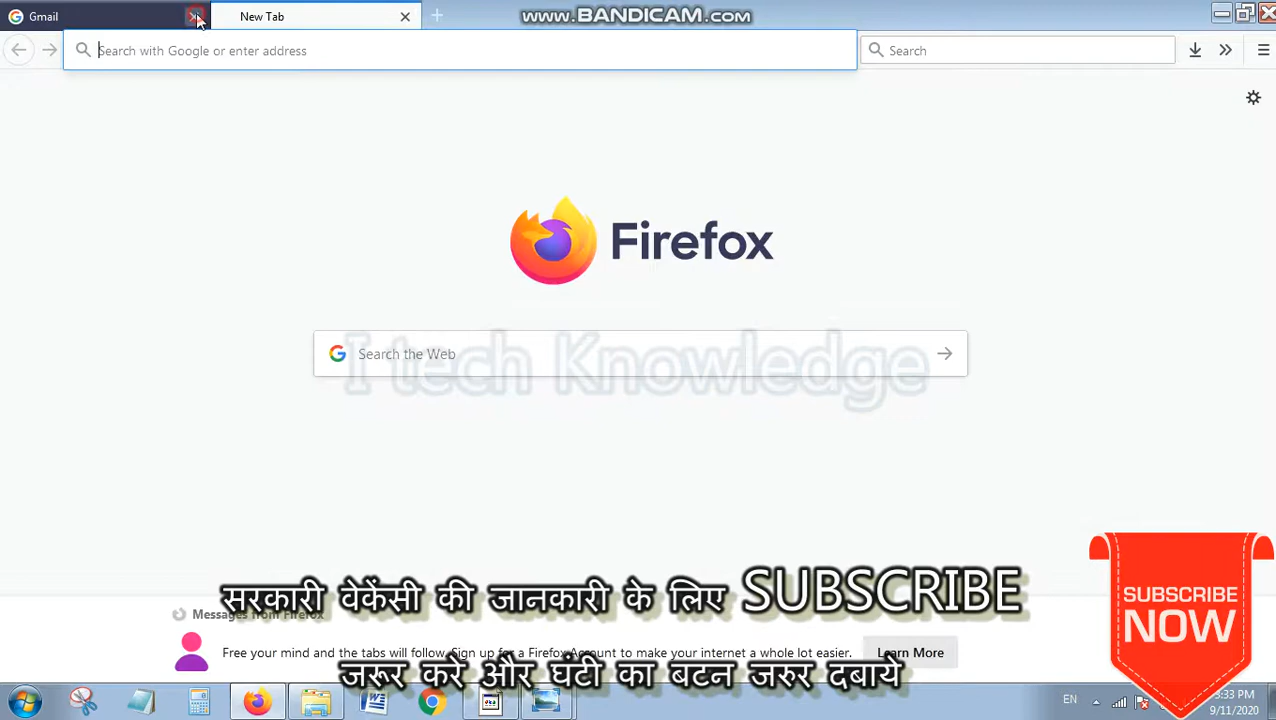 Gmail
New Tab
www.BANDICAM.com
Search with Google or enter address
Search
Firefox
Search the Web
I tech Knowledge
सरकारी वेकेंसी की जानकारी के लिए SUBSCRIBE
Messages from Firefox
Free your mind and the tabs will follow. Sign up for a Firefox Account to make your internet a whole lot easier.
Learn More
जरूर करे और घंटी का बटन जरुर दबाये
SUBSCRIBE
NOW
EN
:33 PM
9/11/2020